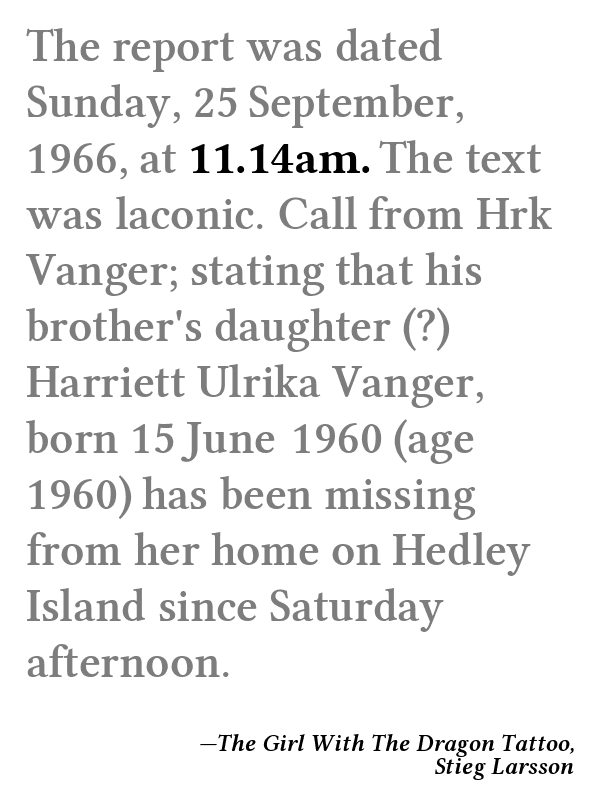 The report was dated
Sunday, 25 September,
1966, at 11.14am. The text
was laconic. Call from Hrk
Vanger; stating that his
brother's daughter (?)
Harriett Ulrika Vanger,
born 15 June 1960 (age
1960) has been missing
from her home on Hedley
Island since Saturday
afternoon.
—The Girl With The Dragon Tattoo,
Stieg Larsson